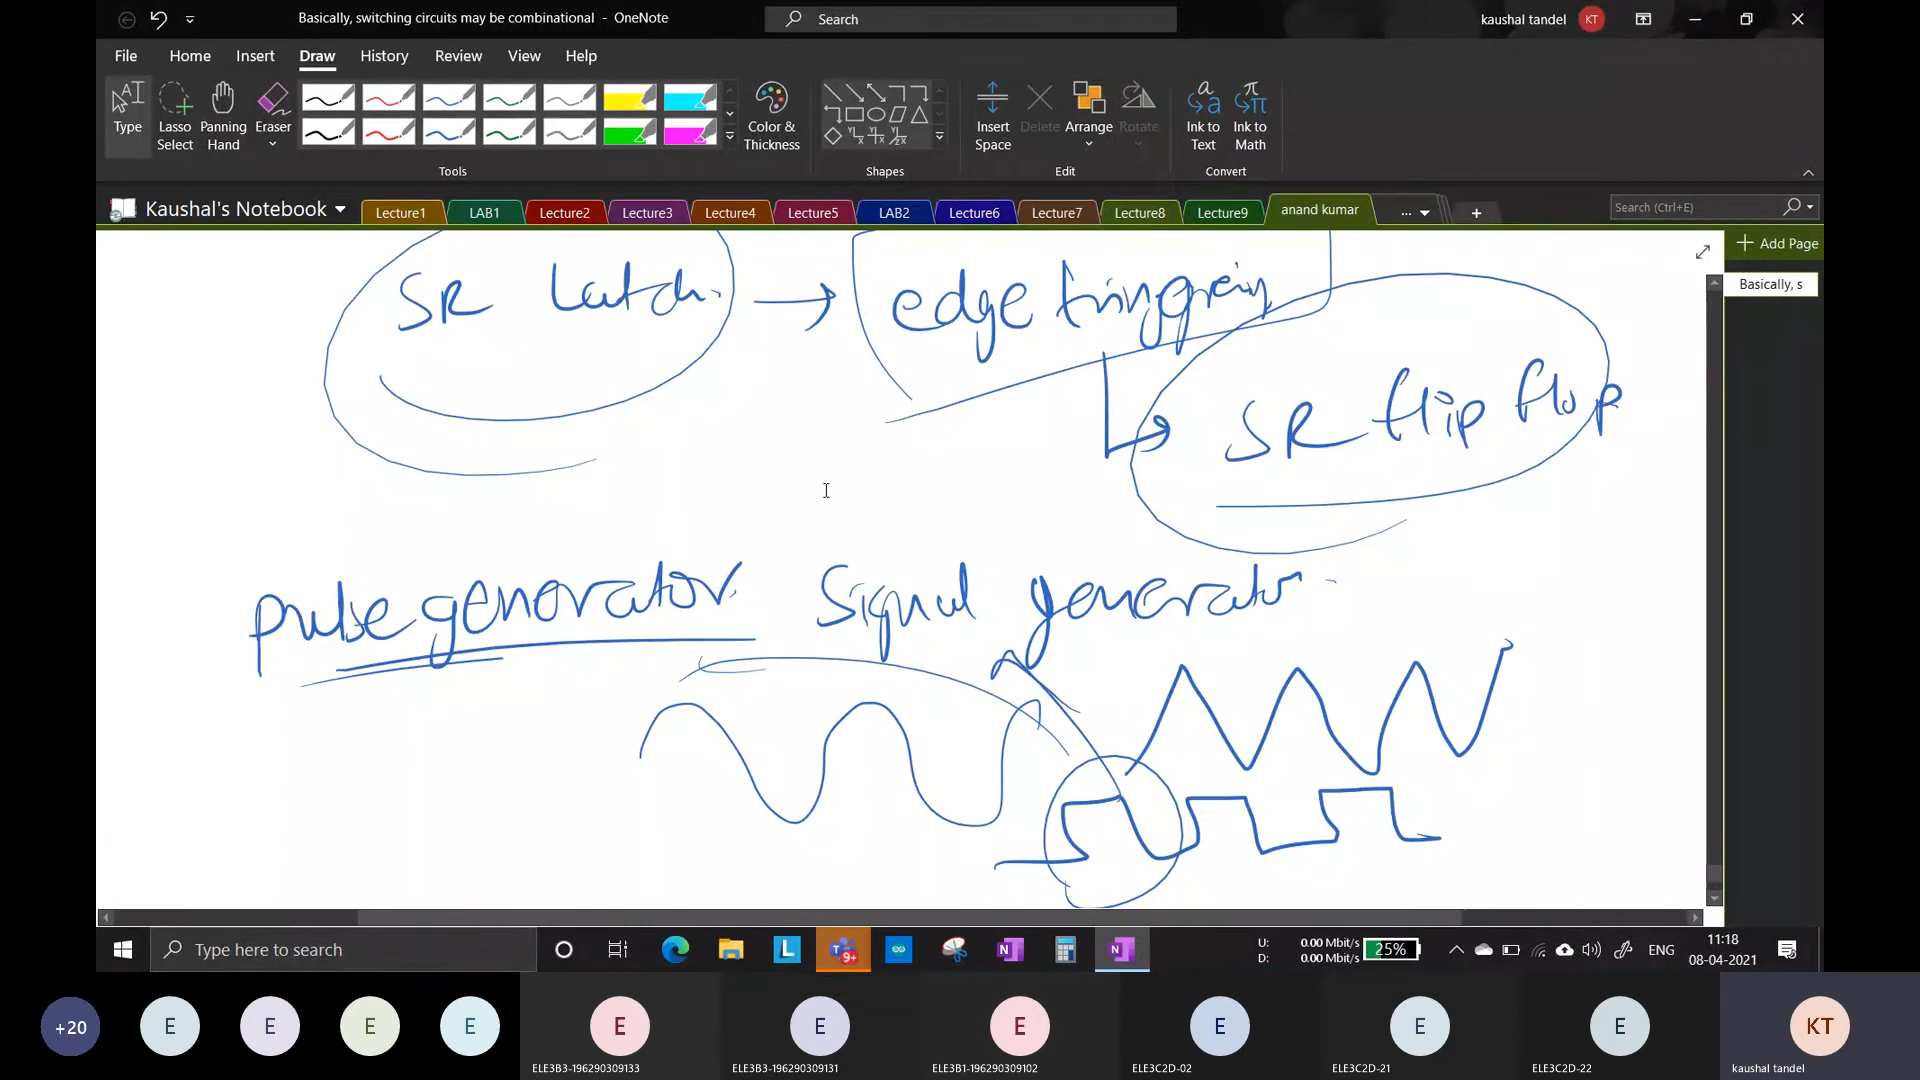 Basically, switching circuits may be combinational - OneNote
Search
kaushal tandel
KT
File Home Insert Draw History Review View Help
Type
Lasso Select
Panning Hand
Eraser
Color & Thickness
Insert Space
Delete
Arrange
Rotate
Ink to Text
Ink to Math
Tools
Shapes
Edit
Convert
Kaushal's Notebook
Lecture1 LAB1 Lecture2 Lecture3 Lecture4 Lecture5 LAB2 Lecture6 Lecture7 Lecture8 Lecture9 anand kumar ...
Search (Ctrl+E)
Add Page
Basically, s
SR Latch. → edge
SR flip flop
pulse generator. Signal generator
Type here to search
9+
U: 0.00 Mbit/s
D: 0.00 Mbit/s
25%
ENG
11:18
08-04-2021
+20 E E E E E E E E E E KT
ELE3B3-196290309133
ELE3B3-196290309131
ELE3B1-196290309102
ELE3C2D-02
ELE3C2D-21
ELE3C2D-22
kaushal tandel